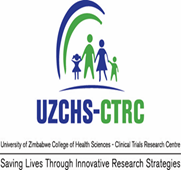 UZCHS-CTRC
University of Zimbabwe College of Health Sciences - Clinical Trials Research Centre
Saving Lives Through Innovative Research Strategies